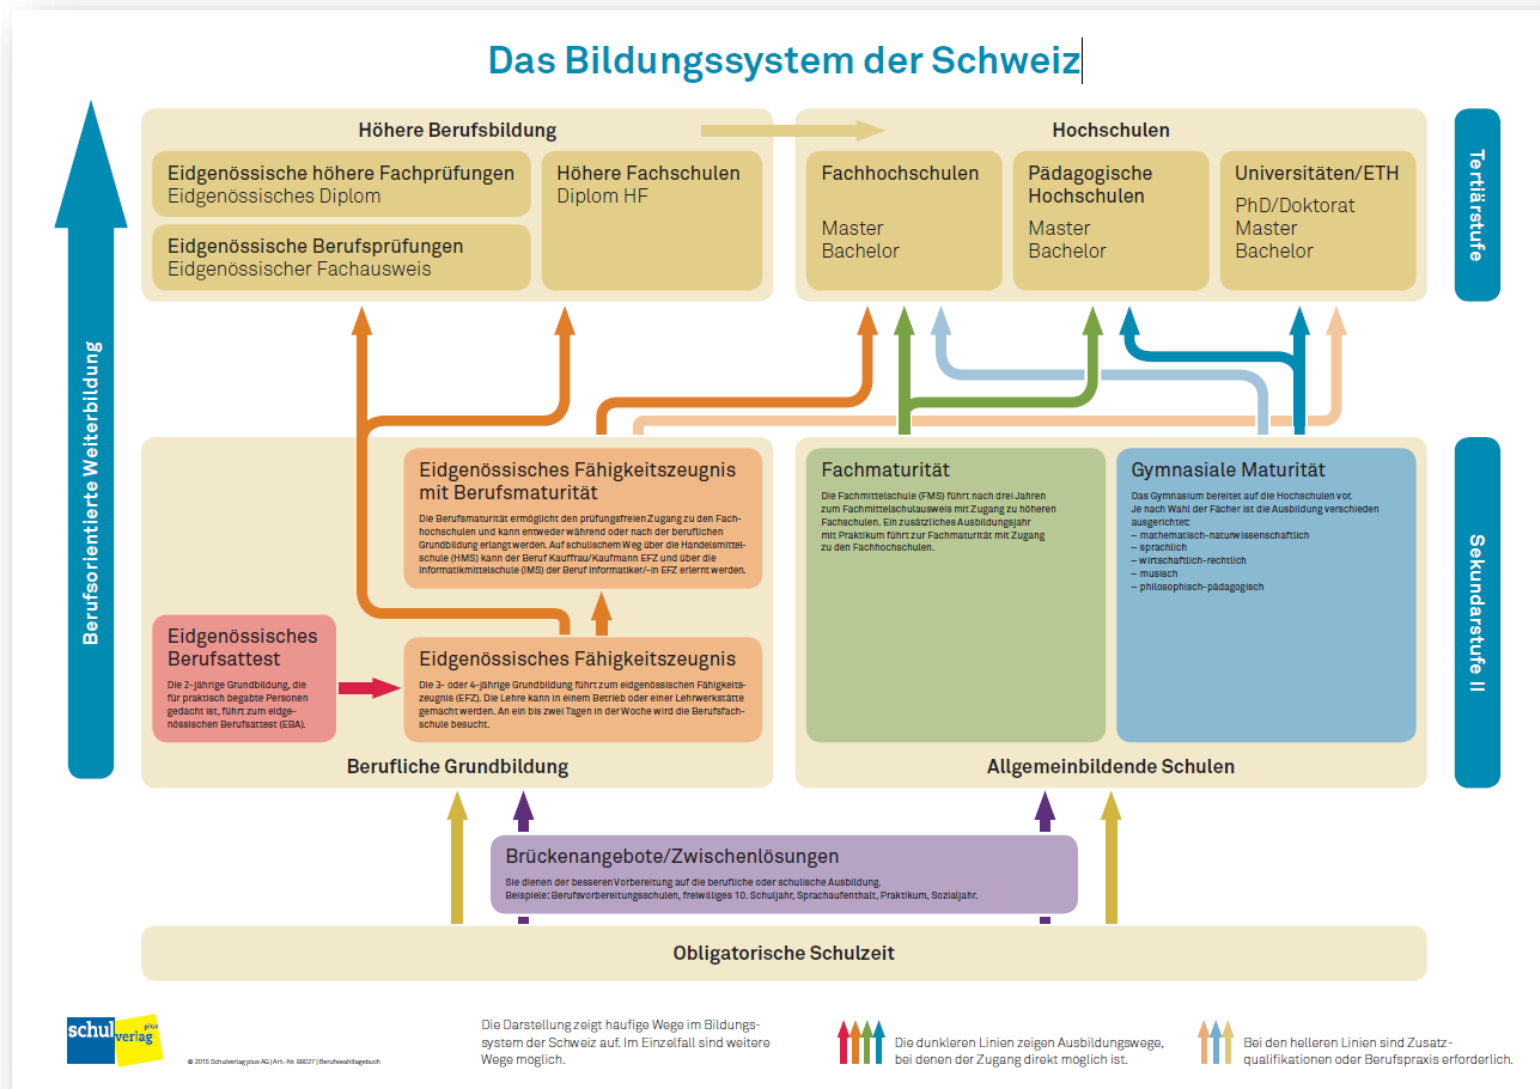 Das Bildungssystem der Schweiz
Berufsorientierte Weiterbildung
Höhere Berufsbildung
Eidgenössische höhere Fachprüfungen
Eidgenössisches Diplom
Eidgenössische Berufsprüfungen
Eidgenössischer Fachausweis
Höhere Fachschulen
Diplom HF
Hochschulen
Fachhochschulen
Master
Bachelor
Pädagogische
Hochschulen
Master
Bachelor
Universitäten/ETH
PhD/Doktorat
Master
Bachelor
Tertiärstufe
Eidgenössisches Fähigkeitszeugnis
mit Berufsmaturität
Die Berufsmaturität ermöglicht den prüfungsfreien Zugang zu den Fach-
hochschulen und kann entweder während oder nach der beruflichen
Grundbildung erlangt werden. Auf schulischem Weg über die Handelsmittel-
schule (HMS) kann der Beruf Kauffrau/Kaufmann EFZ und über die
Informatikmittelschule (IMS) der Beruf Informatiker/-in EFZ erlernt werden.
Eidgenössisches
Berufsattest
Die 2-jährige Grundbildung, die
für praktisch begabte Personen
gedacht ist, führt zum eidge-
nössischen Berufsattest (EBA).
Eidgenössisches Fähigkeitszeugnis
Die 3- oder 4-jährige Grundbildung führt zum eidgenössischen Fähigkeits-
zeugnis (EFZ). Die Lehre kann in einem Betrieb oder einer Lehrwerkstätte
gemacht werden. An ein bis zwei Tagen in der Woche wird die Berufsfach-
schule besucht.
Berufliche Grundbildung
Fachmaturität
Die Fachmittelschule (FMS) führt nach drei Jahren
zum Fachmittelschulausweis mit Zugang zu höheren
Fachschulen. Ein zusätzliches Ausbildungsjahr
mit Praktikum führt zur Fachmaturität mit Zugang
zu den Fachhochschulen.
Gymnasiale Maturität
Das Gymnasium bereitet auf die Hochschulen vor.
Je nach Wahl der Fächer ist die Ausbildung verschieden
ausgerichtet:
– mathematisch-naturwissenschaftlich
– sprachlich
– wirtschaftlich-rechtlich
– musisch
– philosophisch-pädagogisch
Allgemeinbildende Schulen
Sekundarstufe II
Brückenangebote/Zwischenlösungen
Sie dienen der besseren Vorbereitung auf die berufliche oder schulische Ausbildung.
Beispiele: Berufsvorbereitungsschulen, freiwilliges 10. Schuljahr, Sprachaufenthalt, Praktikum, Sozialjahr.
Obligatorische Schulzeit
schulverlag plus
© 2016 Schulverlag plus AG | Art.-Nr. 88027 | Berufswahltagebuch
Die Darstellung zeigt häufige Wege im Bildungs-
system der Schweiz auf. Im Einzelfall sind weitere
Wege möglich.
Die dunkleren Linien zeigen Ausbildungswege,
bei denen der Zugang direkt möglich ist.
Bei den helleren Linien sind Zusatz-
qualifikationen oder Berufspraxis erforderlich.